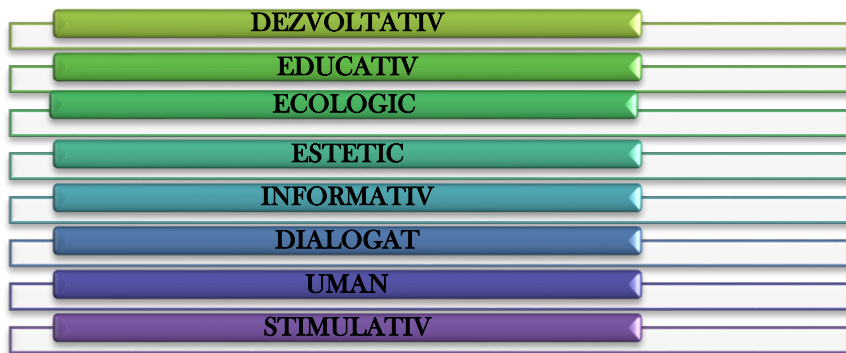 DEZVOLTATIV
EDUCATIV
ECOLOGIC
ESTETIC
INFORMATIV
DIALOGAT
UMAN
STIMULATIV